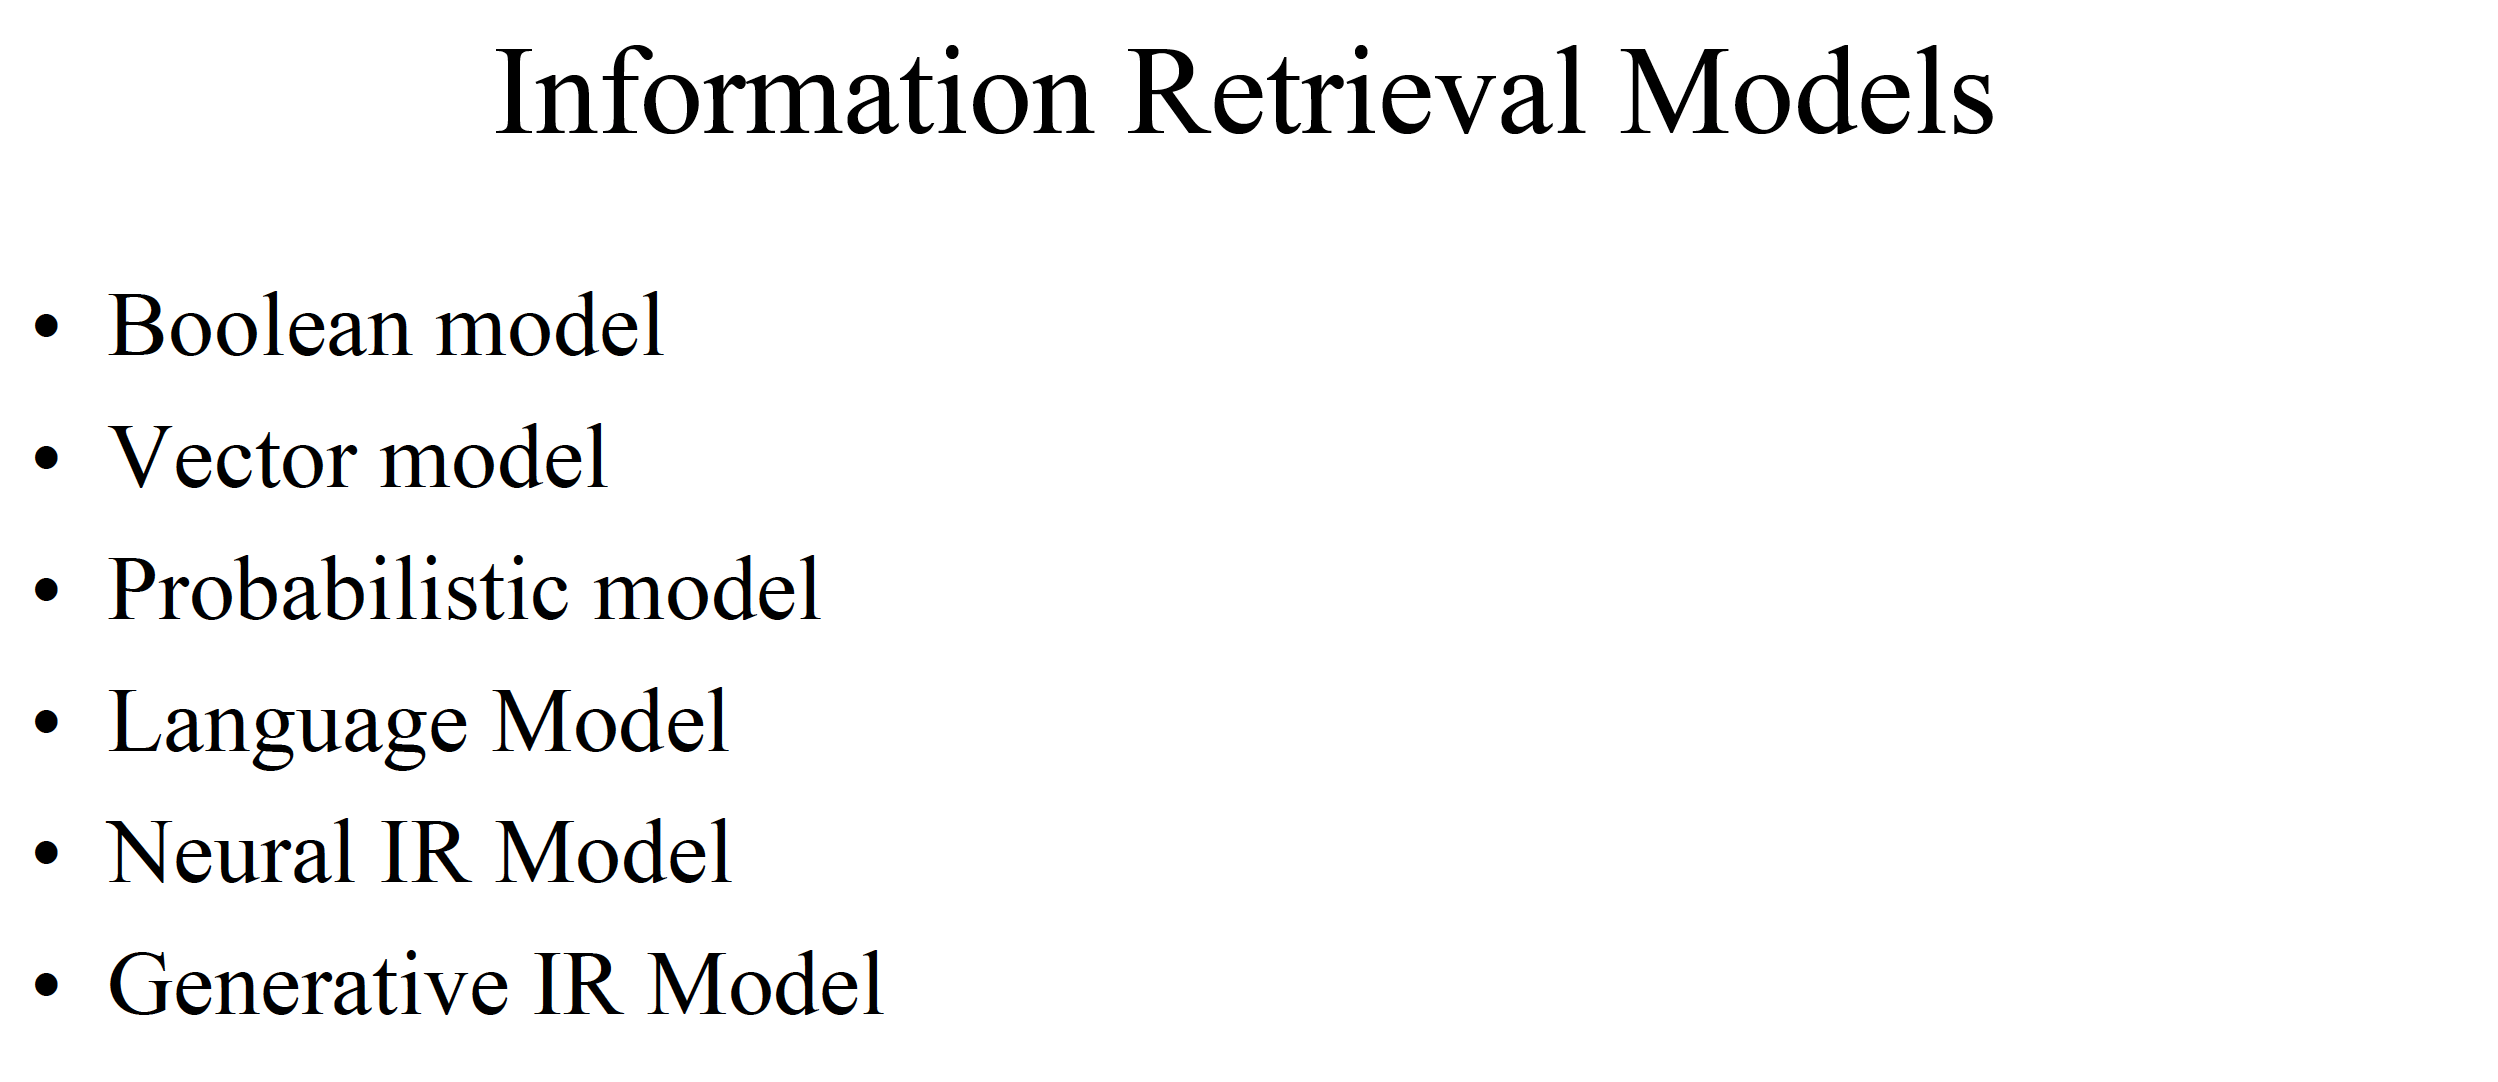 Information Retrieval Models
• Boolean model
• Vector model
• Probabilistic model
• Language Model
• Neural IR Model
• Generative IR Model